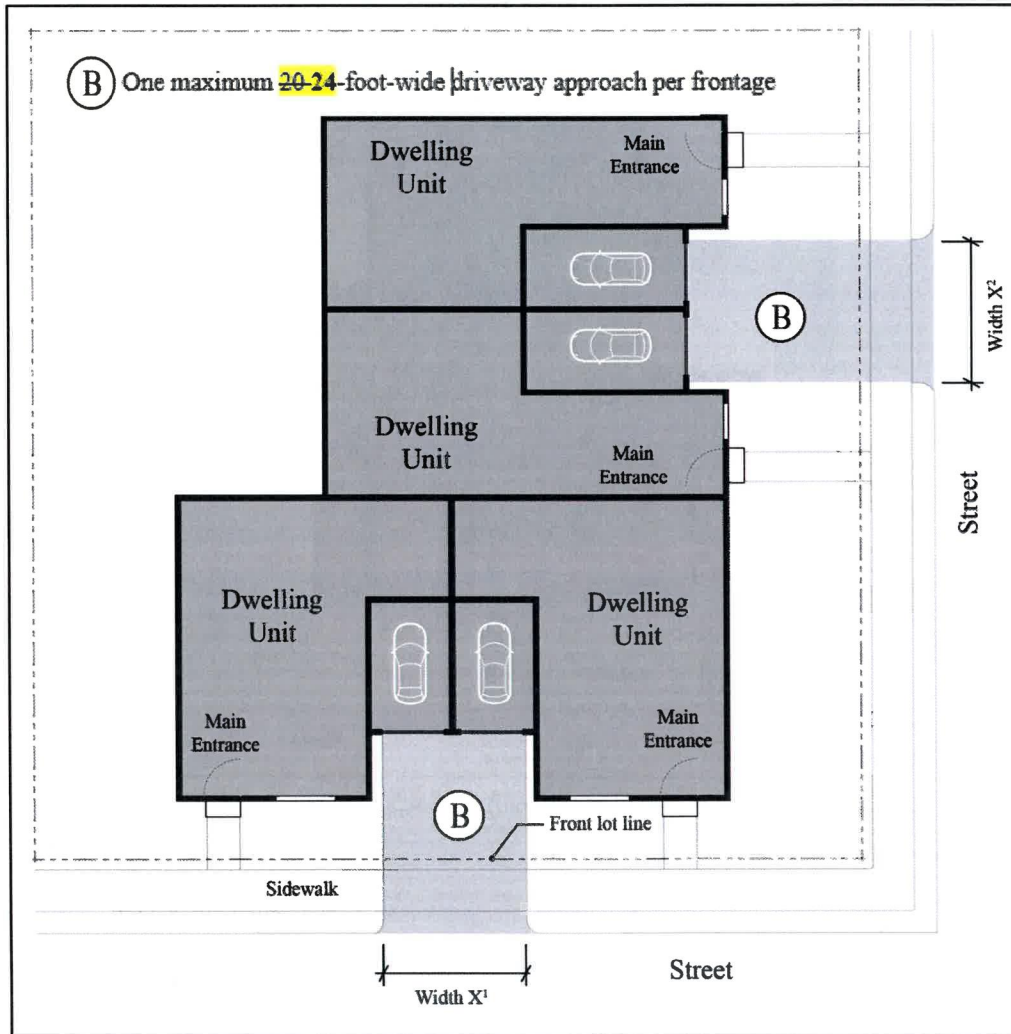 B One maximum 20-24-foot-wide driveway approach per frontage
Dwelling
Unit
Main
Entrance
B
Width X²
Dwelling
Unit
Main
Entrance
Street
Dwelling
Unit
Dwelling
Unit
Main
Entrance
Main
Entrance
B
Front lot line
Sidewalk
Width X¹
Street